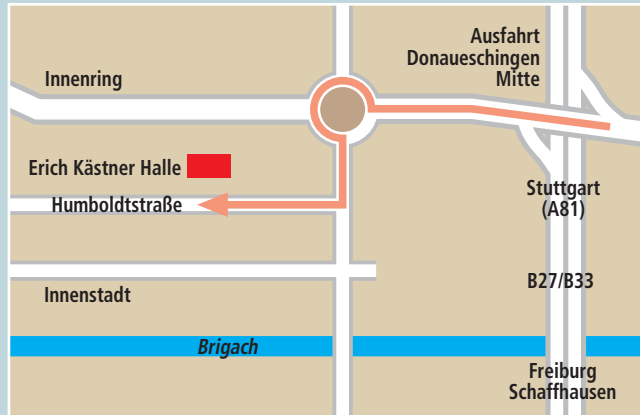 Ausfahrt
Donaueschingen
Mitte
Innenring
Erich Kästner Halle
Humboldtstraße
Stuttgart
(A81)
Innenstadt
B27/B33
Brigach
Freiburg
Schaffhausen